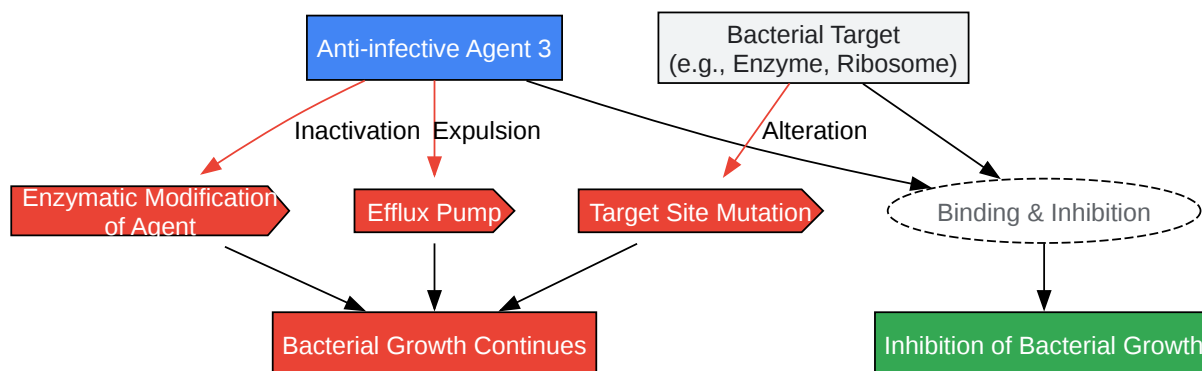 Anti-infective Agent 3
Bacterial Target
(e.g., Enzyme, Ribosome)
Inactivation
Expulsion
Alteration
Enzymatic Modification
of Agent
Efflux Pump
Target Site Mutation
Binding & Inhibition
Bacterial Growth Continues
Inhibition of Bacterial Growth